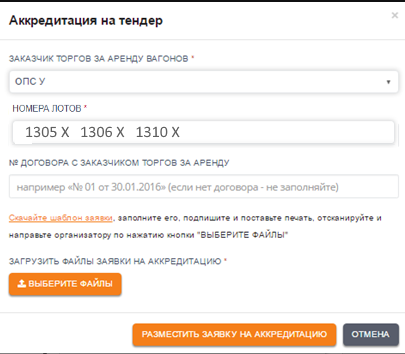 Аккредитация на тендер
×
ЗАКАЗЧИК ТОРГОВ ЗА АРЕНДУ ВАГОНОВ *
ОПС У
НОМЕРА ЛОТОВ *
1305 X 1306 X 1310 X
№ ДОГОВОРА С ЗАКАЗЧИКОМ ТОРГОВ ЗА АРЕНДУ
например «№ 01 от 30.01.2016» (если нет договора - не заполняйте)
Скачайте шаблон заявки, заполните его, подпишите и поставьте печать, отсканируйте и
направьте организатору по нажатию кнопки "ВЫБЕРИТЕ ФАЙЛЫ"
ЗАГРУЗИТЬ ФАЙЛЫ ЗАЯВКИ НА АККРЕДИТАЦИЮ *
ВЫБЕРИТЕ ФАЙЛЫ
РАЗМЕСТИТЬ ЗАЯВКУ НА АККРЕДИТАЦИЮ ОТМЕНА